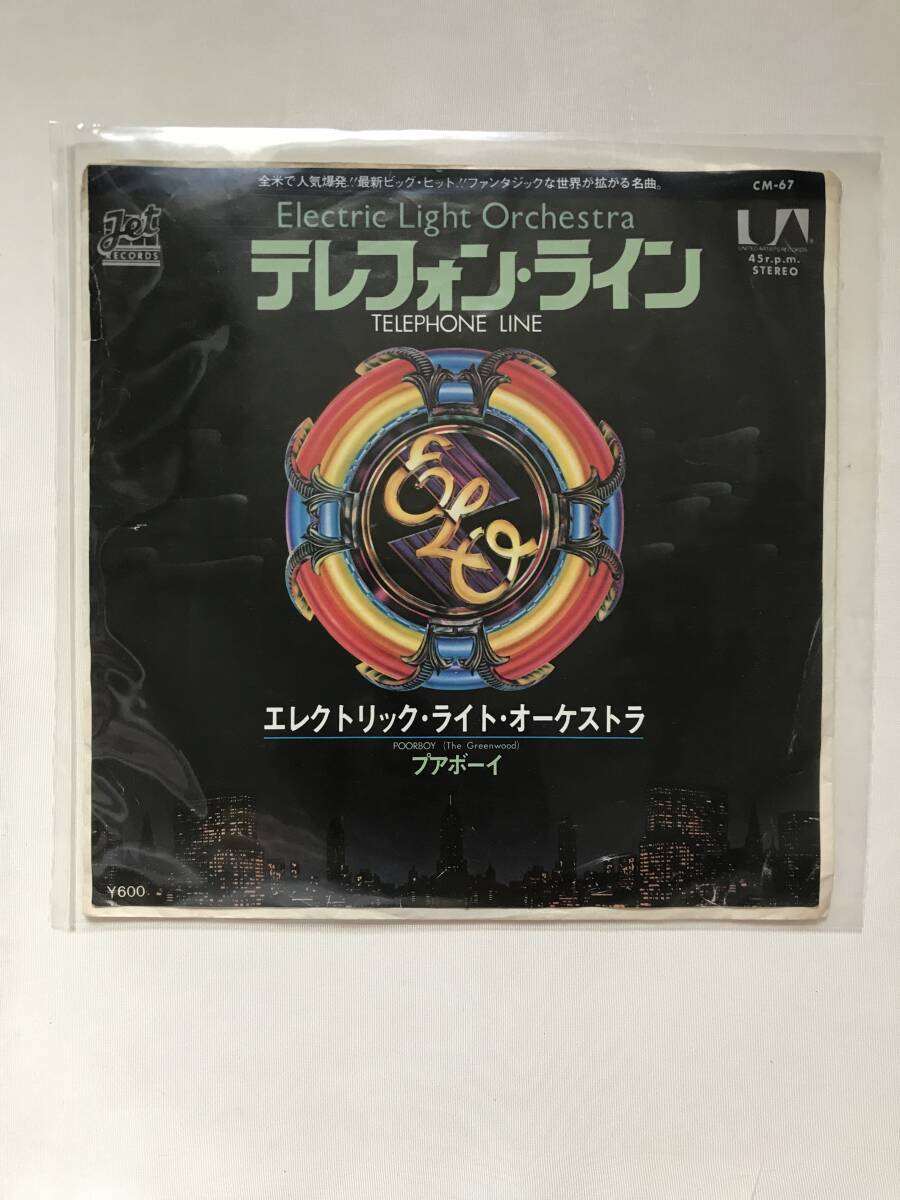 全米で人気爆発!!最新ビッグ・ヒット!!ファンタジックな世界が拡がる名曲。
CM-67
Jet
RECORDS
Electric Light Orchestra
UA
UNITED ARTISTS RECORDS
45r.p.m.
STEREO
テレフォン・ライン
TELEPHONE LINE
ELO
エレクトリック・ライト・オーケストラ
POORBOY (The Greenwood)
プアボーイ
¥600